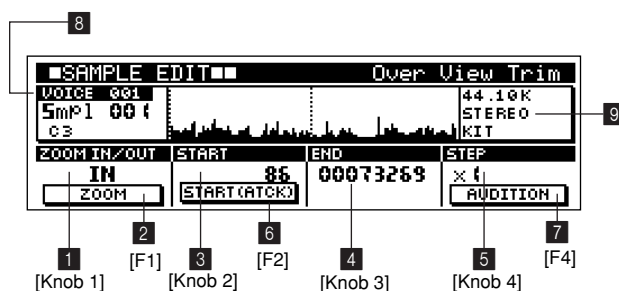 8
■SAMPLE EDIT■■ Over View Trim
VOICE 001 44.10K
Smpl 001 STEREO 9
C3 KIT
ZOOM IN/OUT START END STEP
IN 86 00073269 ×1
ZOOM START(ATCK) AUDITION
2 6 7
1 [F1] 3 [F2] 4 5 [F4]
[Knob 1] [Knob 2] [Knob 3] [Knob 4]